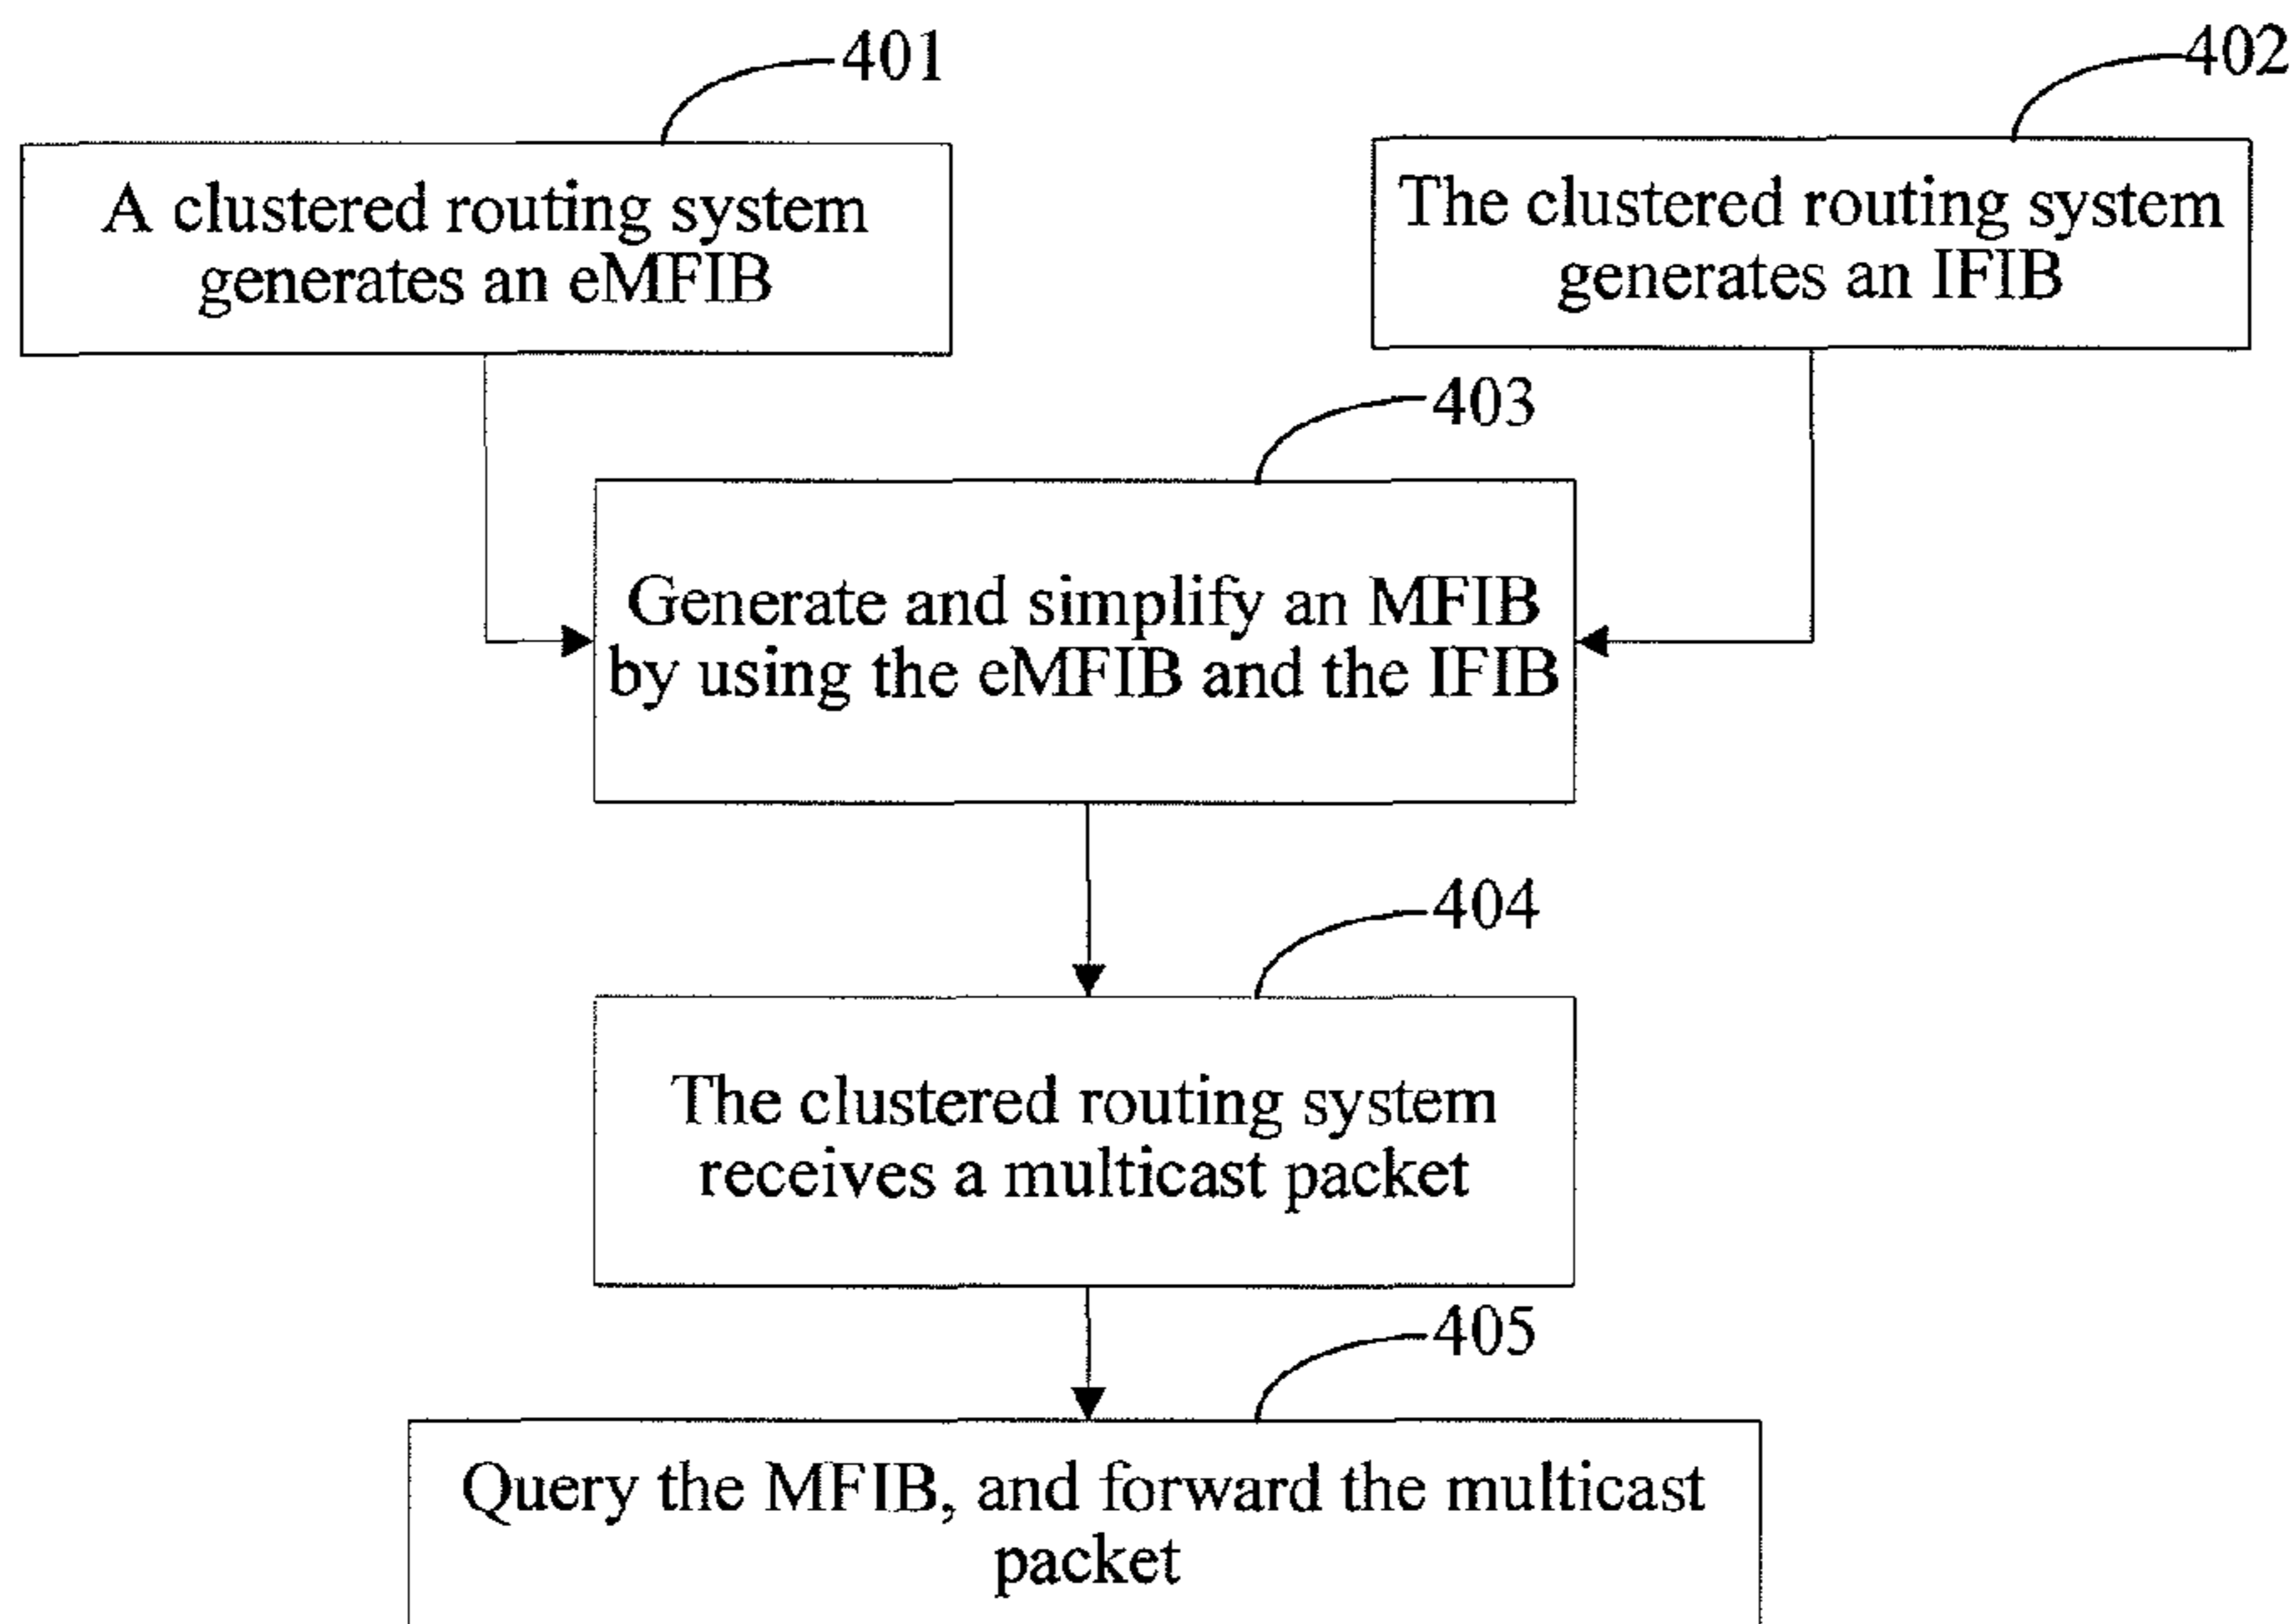 401
402
A clustered routing system
generates an eMFIB
The clustered routing system
generates an IFIB
403
Generate and simplify an MFIB
by using the eMFIB and the IFIB
404
The clustered routing system
receives a multicast packet
405
Query the MFIB, and forward the multicast
packet